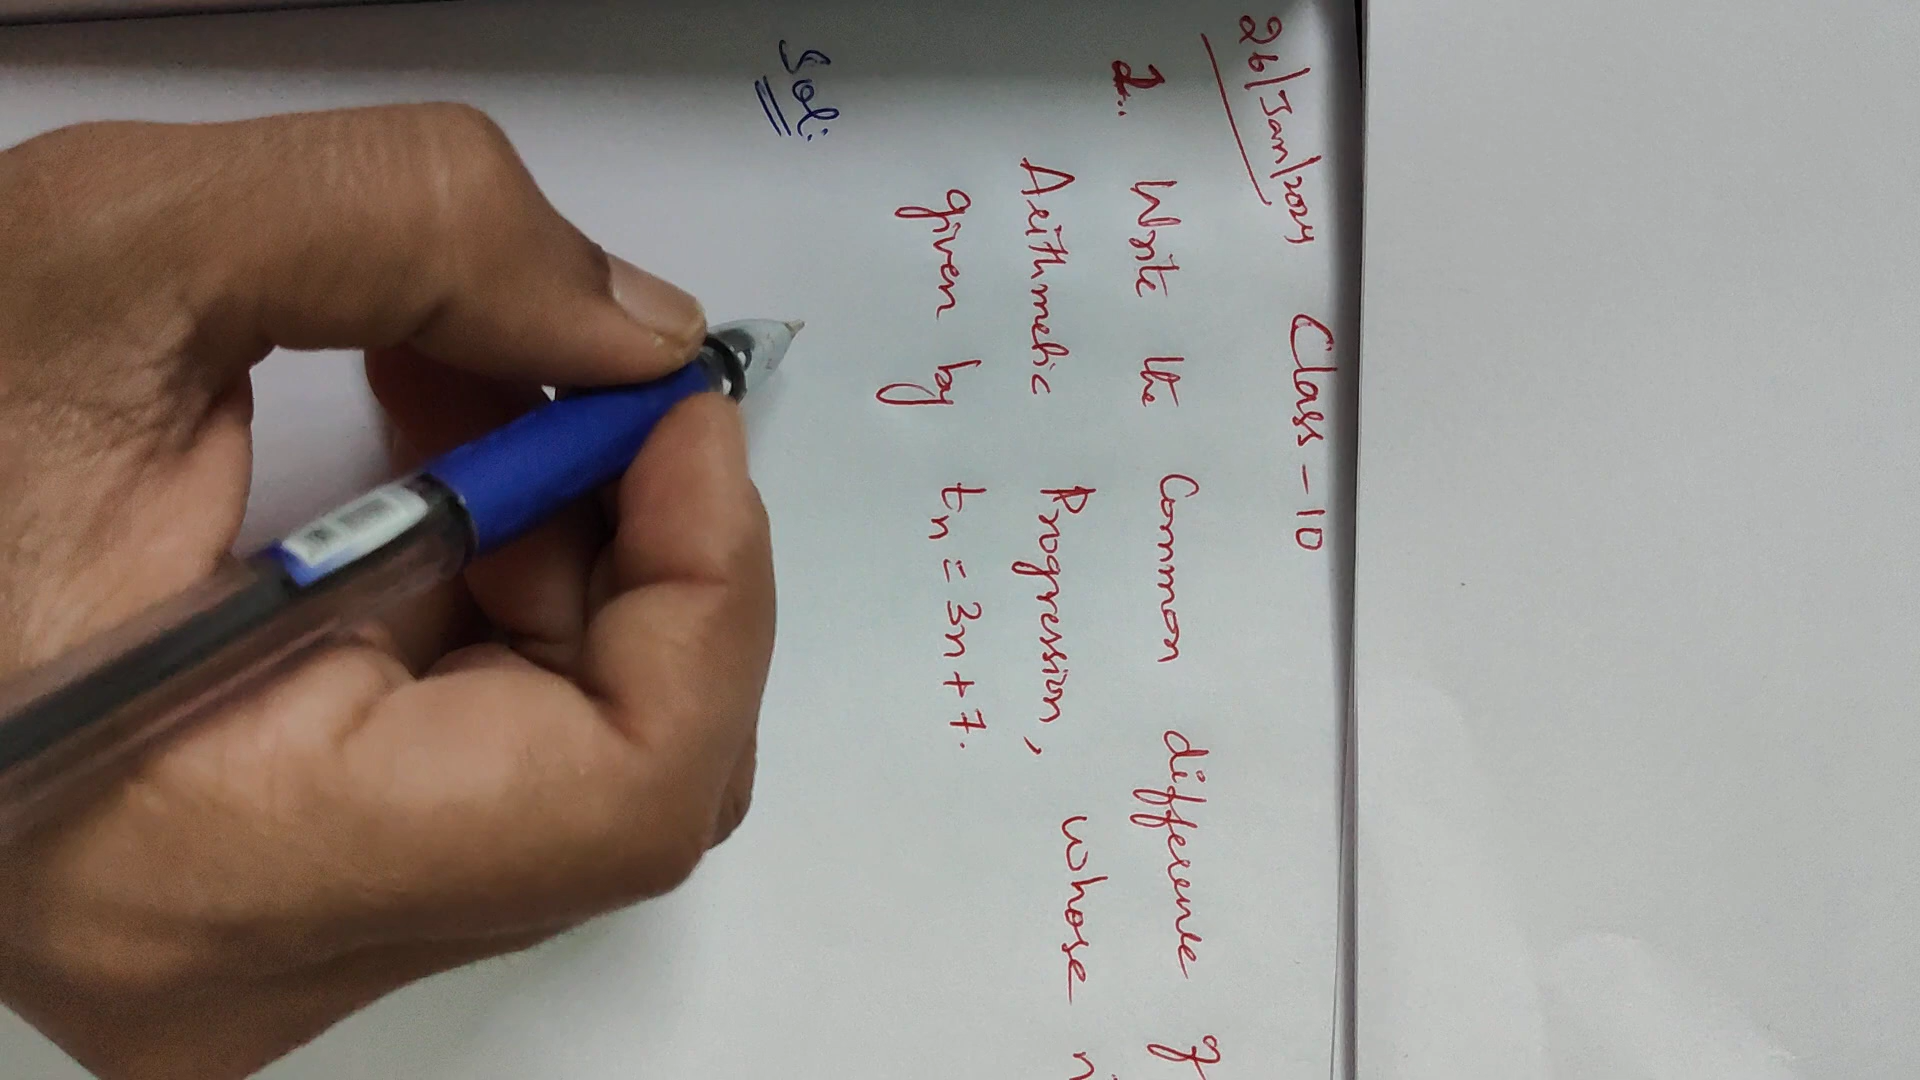 26/Jan/2024 Class-10
1. Write the Common difference of
Arithmetic Progression, whose
given by tn = 3n + 7.
Sol: